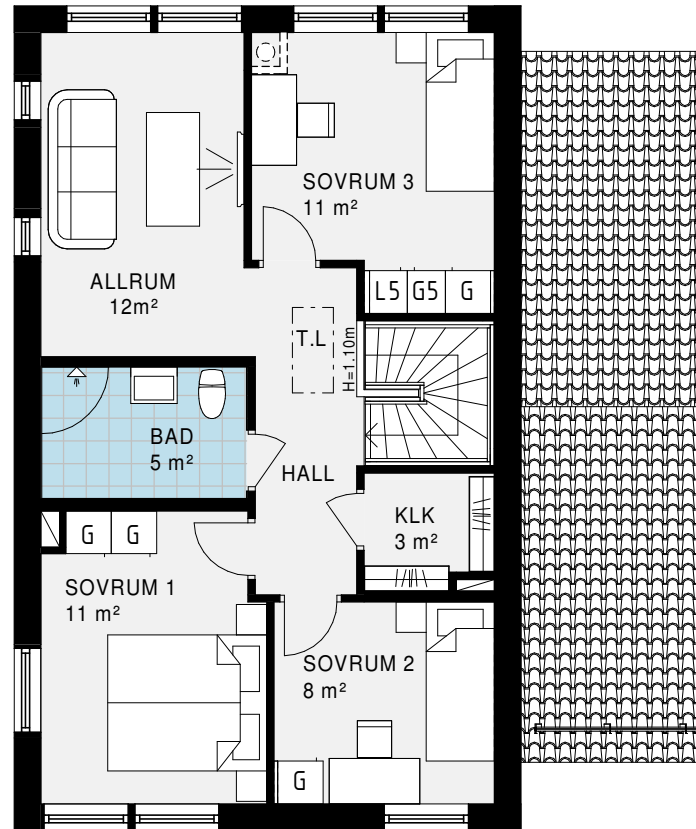 SOVRUM 3
11 m²
ALLRUM
12m²
L5 G5 G
T.L
H=1.10m
BAD
5 m²
HALL
KLK
3 m²
G G
SOVRUM 1
11 m²
SOVRUM 2
8 m²
G